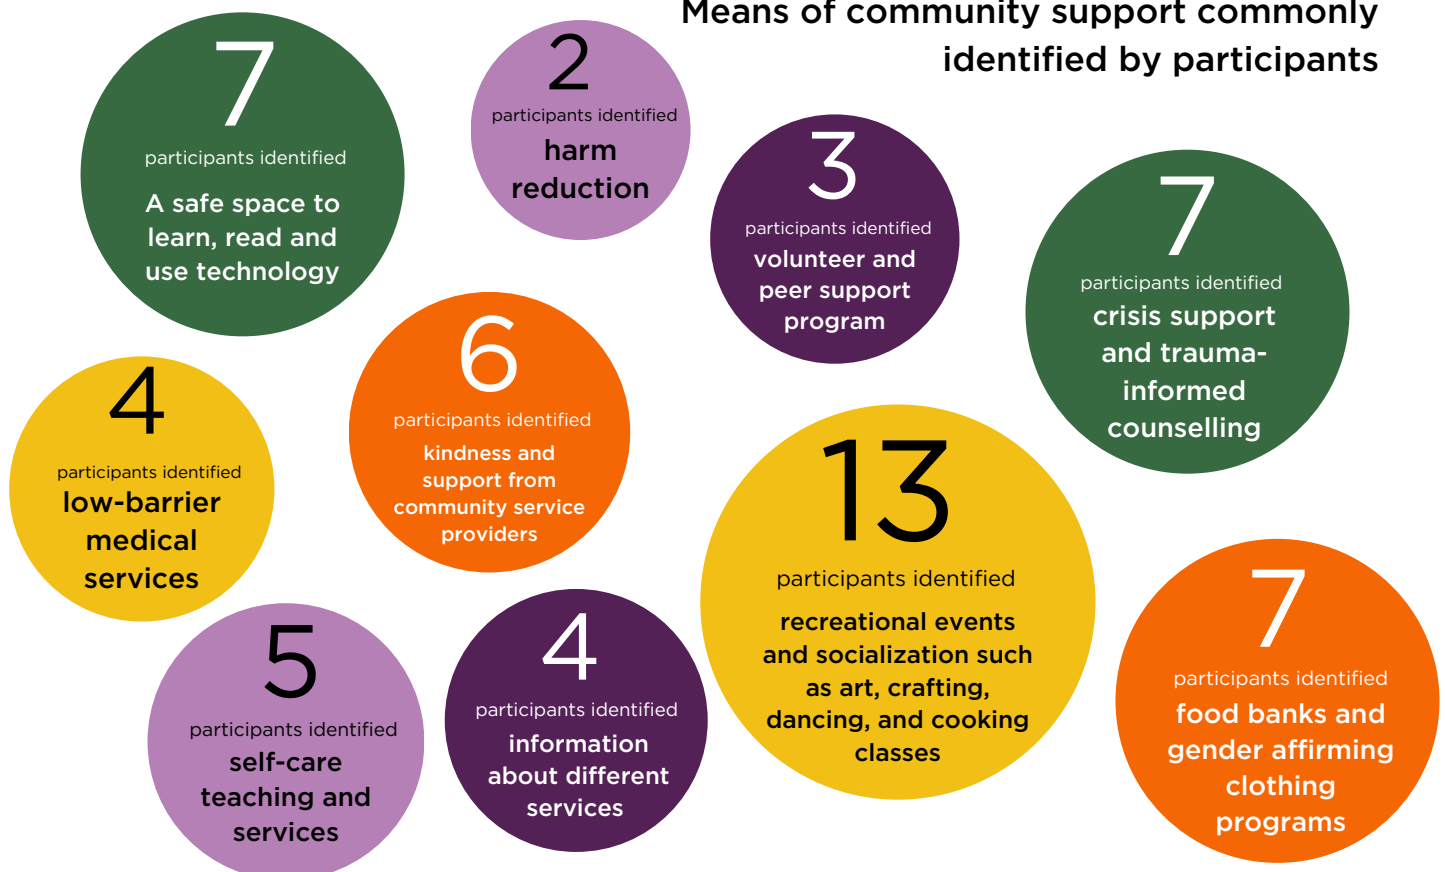 Means of community support commonly
identified by participants
7
participants identified
A safe space to
learn, read and
use technology
2
participants identified
harm
reduction
3
participants identified
volunteer and
peer support
program
7
participants identified
crisis support
and trauma-
informed
counselling
4
participants identified
low-barrier
medical
services
6
participants identified
kindness and
support from
community service
providers
13
participants identified
recreational events
and socialization such
as art, crafting,
dancing, and cooking
classes
7
participants identified
food banks and
gender affirming
clothing
programs
5
participants identified
self-care
teaching and
services
4
participants identified
information
about different
services